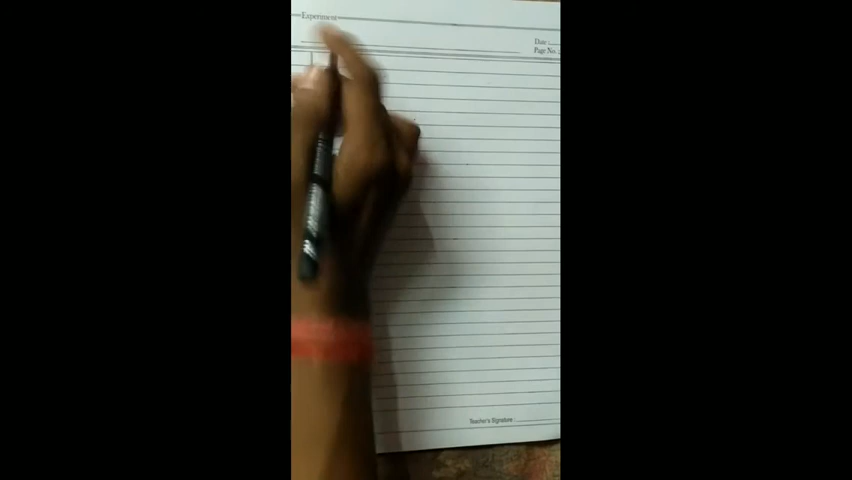 Experiment
Date :
Page No. :
Teacher's Signature :